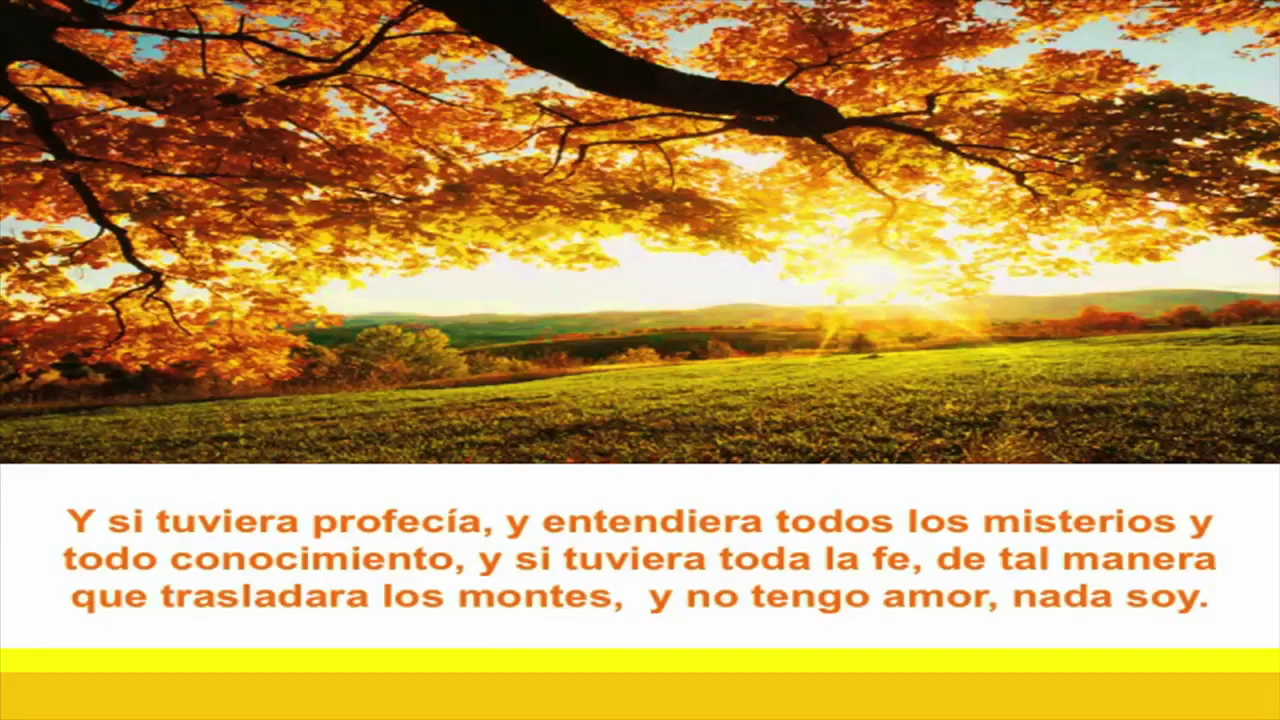 Y si tuviera profecía, y entendiera todos los misterios y
todo conocimiento, y si tuviera toda la fe, de tal manera
que trasladara los montes,  y no tengo amor, nada soy.